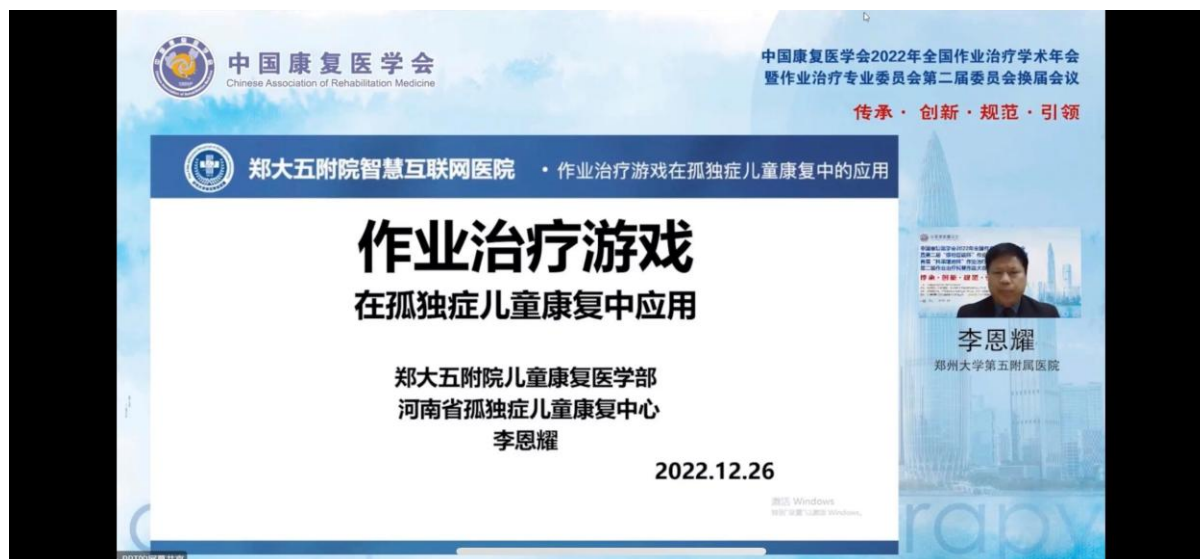 中国康复医学会
Chinese Association of Rehabilitation Medicine
中国康复医学会2022年全国作业治疗学术年会
暨作业治疗专业委员会第二届委员会换届会议
传承 · 创新 · 规范 · 引领
郑大五附院智慧互联网医院
· 作业治疗游戏在孤独症儿童康复中的应用
作业治疗游戏
在孤独症儿童康复中应用
郑大五附院儿童康复医学部
河南省孤独症儿童康复中心
李恩耀
2022.12.26
激活 Windows
李恩耀
郑州大学第五附属医院
rapy